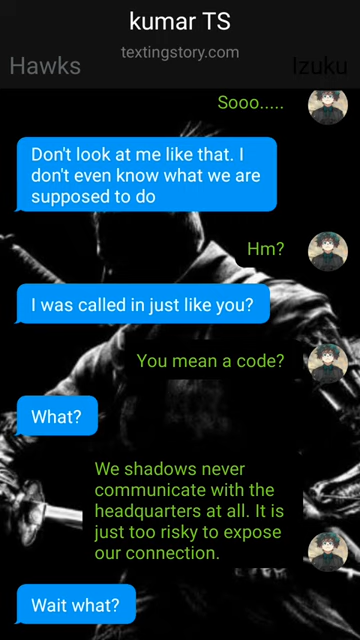 kumar TS
textingstory.com
Hawks
Izuku
Sooo.....
Don't look at me like that. I
don't even know what we are
supposed to do
Hm?
I was called in just like you?
You mean a code?
What?
We shadows never
communicate with the
headquarters at all. It is
just too risky to expose
our connection.
Wait what?